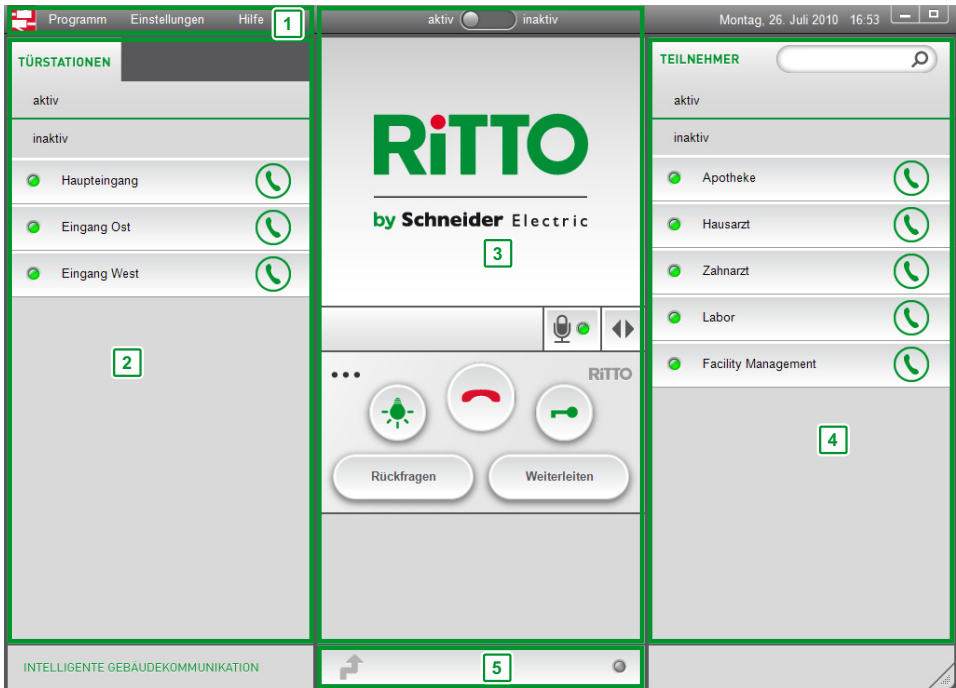 Programm Einstellungen Hilfe
1
aktiv inaktiv
Montag, 26. Juli 2010 16:53
TÜRSTATIONEN
aktiv
inaktiv
Haupteingang
Eingang Ost
Eingang West
2
RiTTO
by Schneider Electric
3
RiTTO
Rückfragen Weiterleiten
TEILNEHMER
aktiv
inaktiv
Apotheke
Hausarzt
Zahnarzt
Labor
Facility Management
4
INTELLIGENTE GEBÄUDEKOMMUNIKATION
5